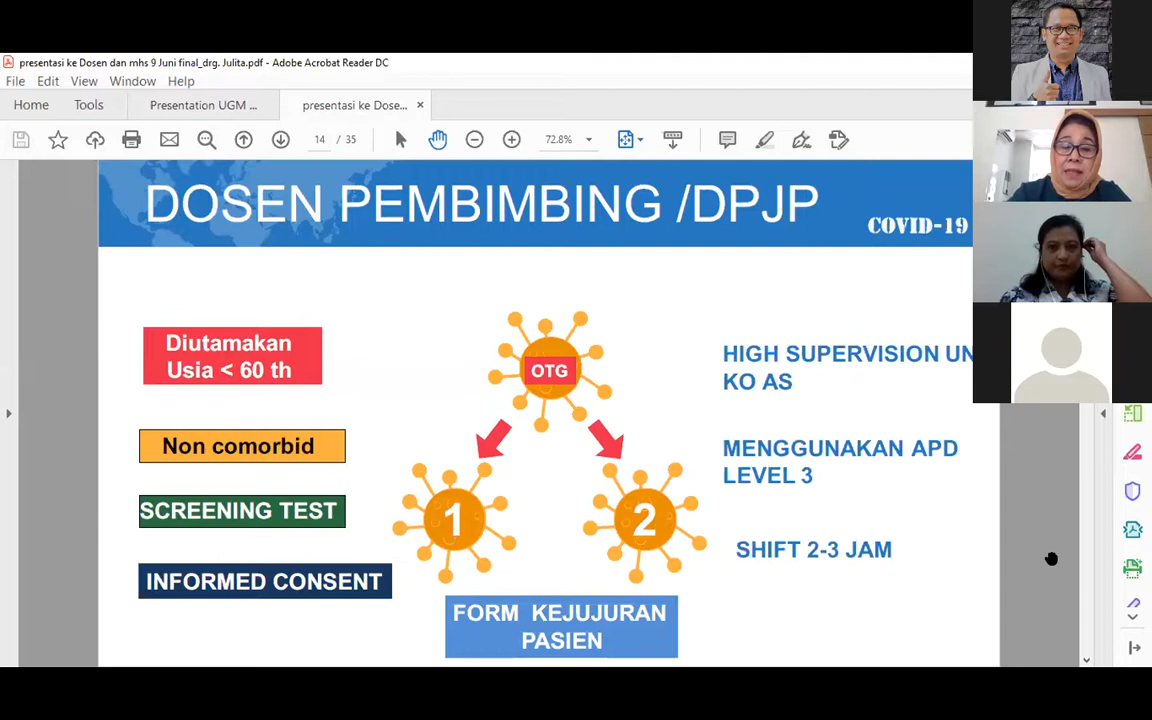 presentasi ke Dosen dan mhs 9 Juni final_drg. Julita.pdf - Adobe Acrobat Reader DC
File Edit View Window Help
Home Tools Presentation UGM ... presentasi ke Dose... ×
14 / 35 72.8%
DOSEN PEMBIMBING /DPJP
COVID-19
Diutamakan
Usia < 60 th
Non comorbid
SCREENING TEST
INFORMED CONSENT
OTG
1
2
FORM KEJUJURAN
PASIEN
HIGH SUPERVISION UN
KO AS
MENGGUNAKAN APD
LEVEL 3
SHIFT 2-3 JAM